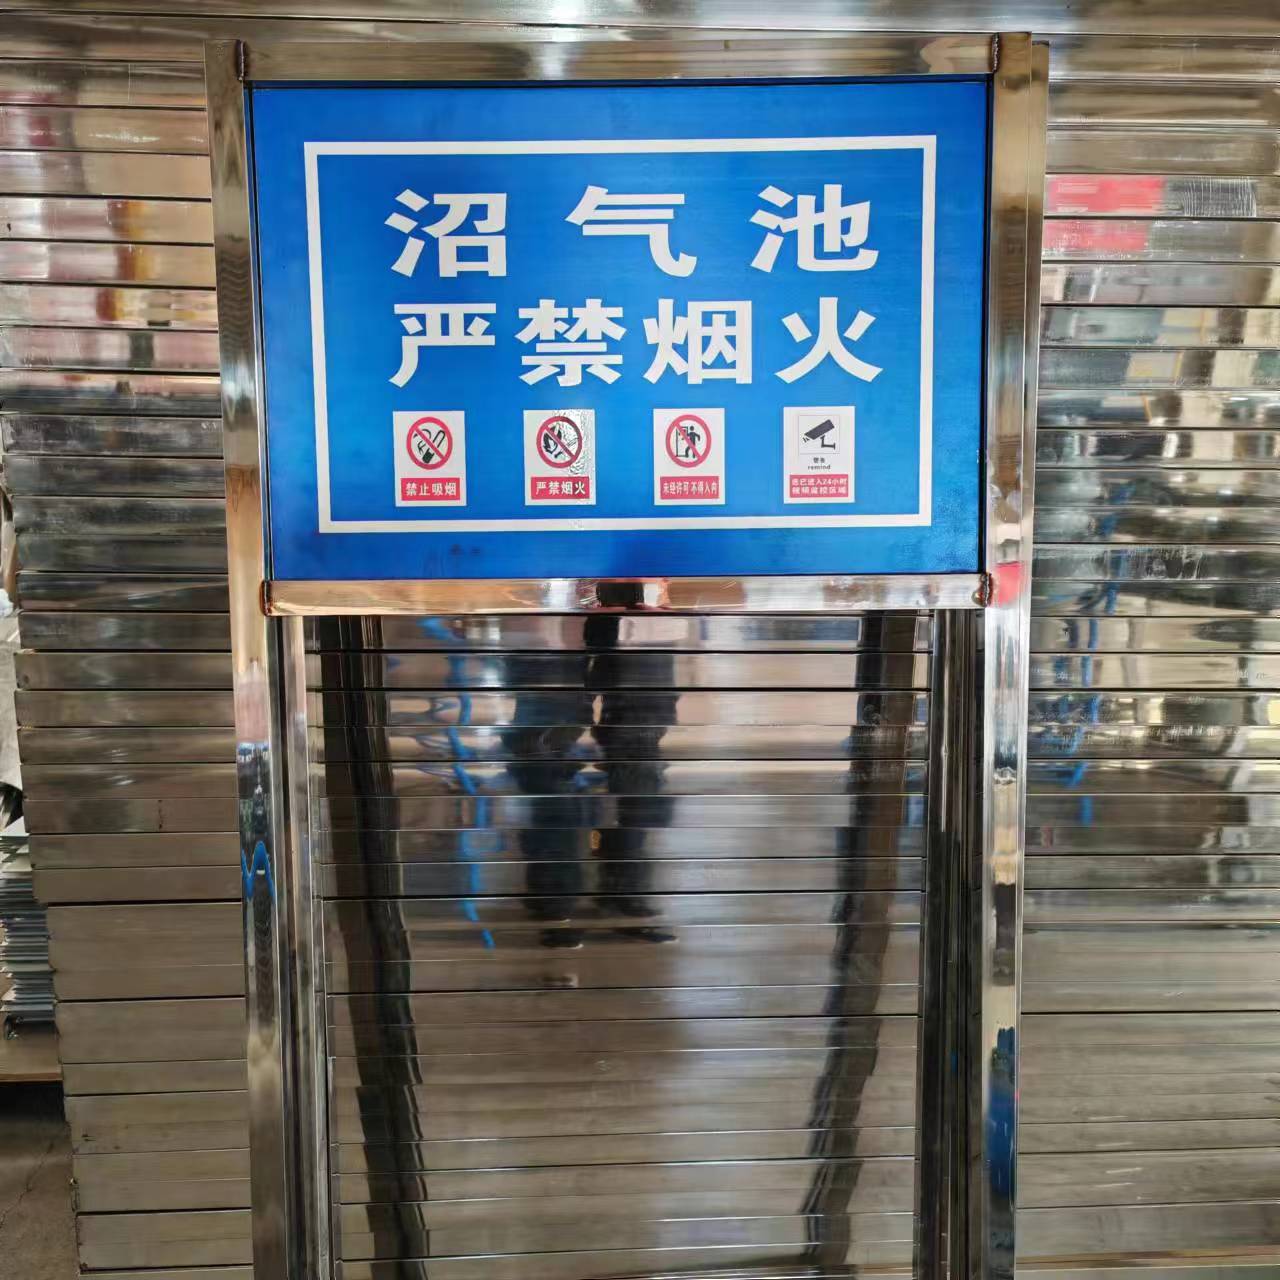 沼气池
严禁烟火
禁止吸烟
严禁烟火
未经许可 不得入内
remind
您已进入24小时
视频监控区域